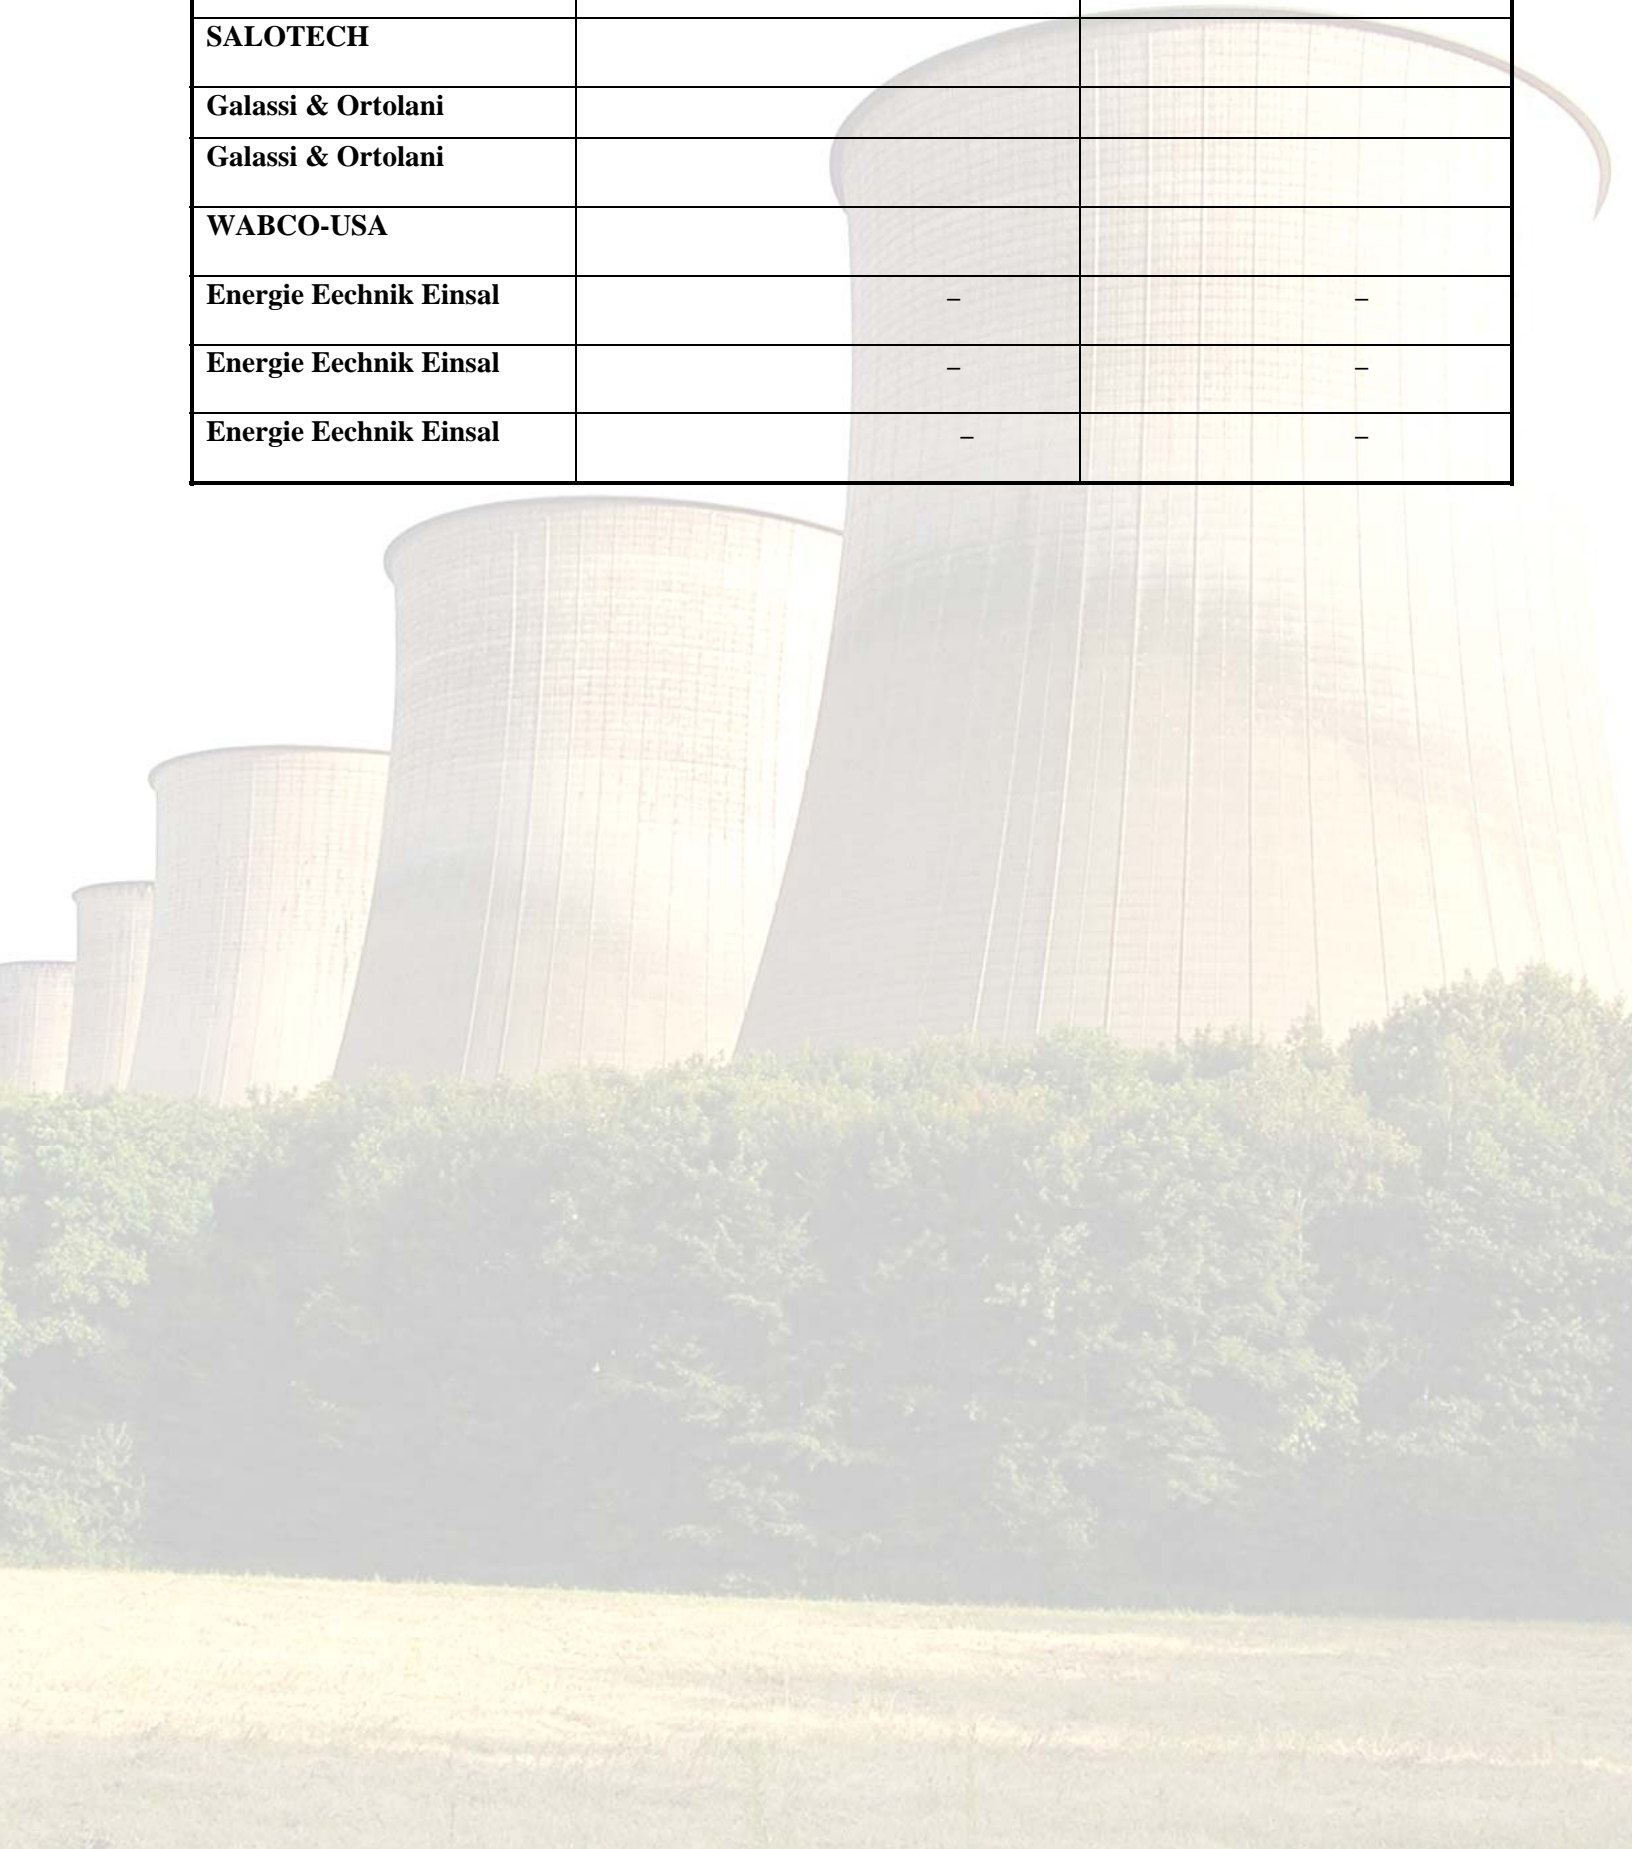 SALOTECH
Galassi & Ortolani
Galassi & Ortolani
WABCO-USA
Energie Eechnik Einsal – –
Energie Eechnik Einsal – –
Energie Eechnik Einsal – –